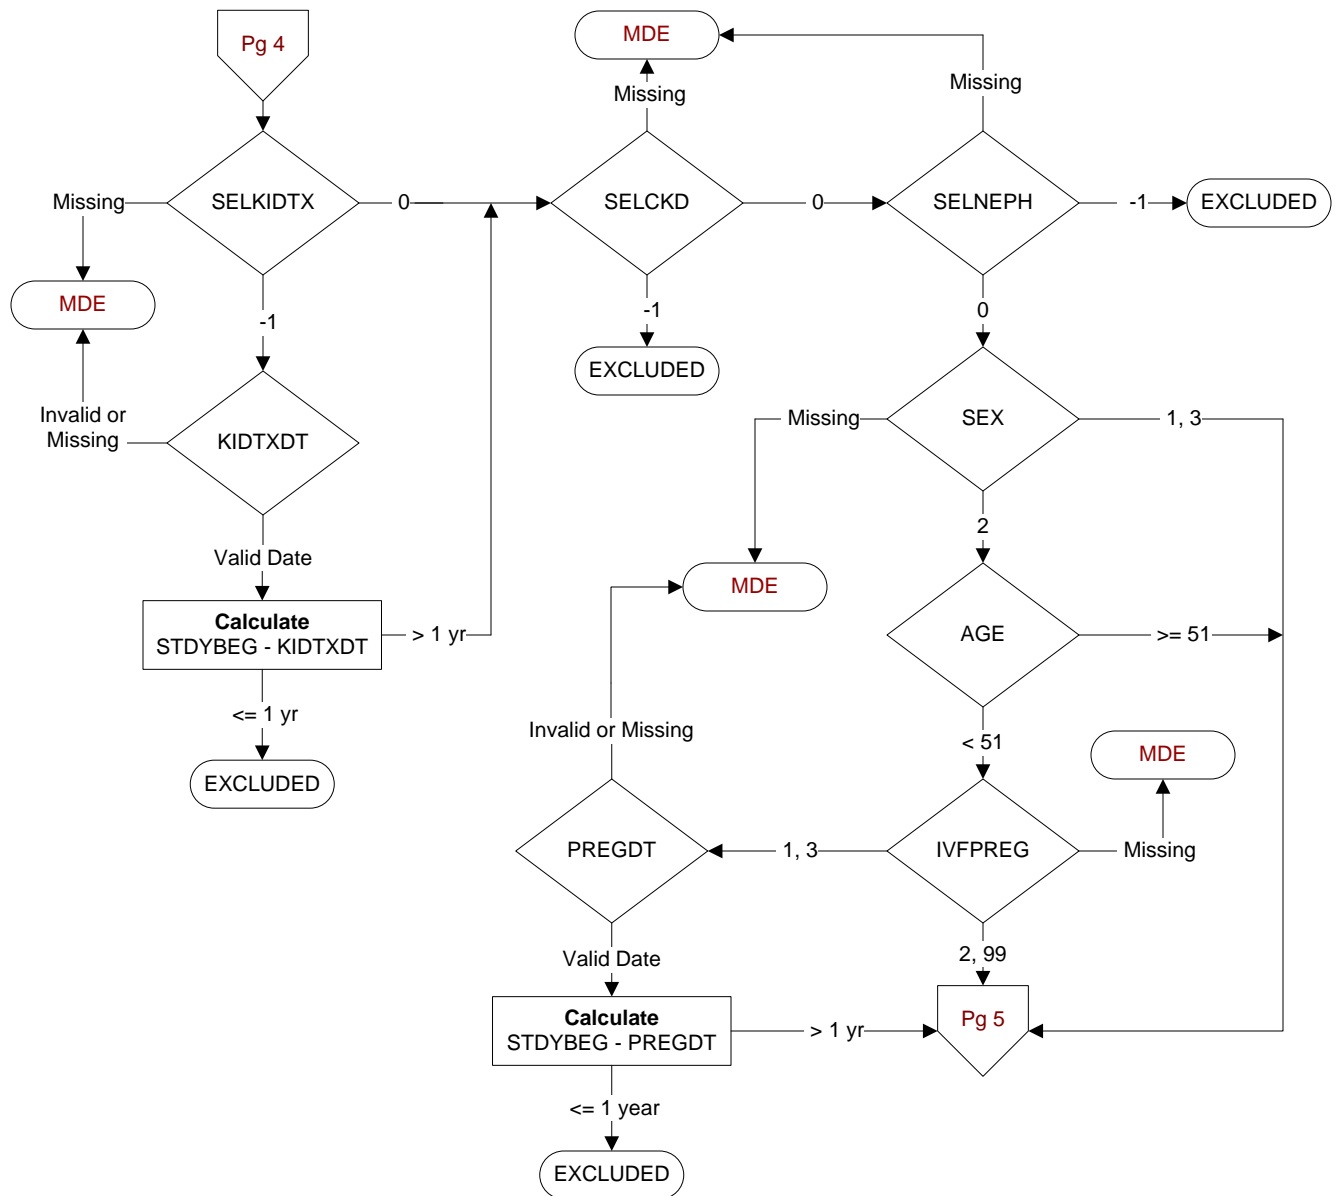 Pg 4
MDE
Missing
Missing
Missing
SELKIDTX
0
SELCKD
0
SELNEPH
-1
EXCLUDED
MDE
-1
-1
0
EXCLUDED
Invalid or
Missing
KIDTXDT
Missing
SEX
1, 3
2
Valid Date
MDE
Calculate
STDYBEG - KIDTXDT
> 1 yr
AGE
>= 51
<= 1 yr
Invalid or Missing
< 51
MDE
EXCLUDED
PREGDT
1, 3
IVFPREG
Missing
Valid Date
2, 99
Calculate
STDYBEG - PREGDT
> 1 yr
Pg 5
<= 1 year
EXCLUDED